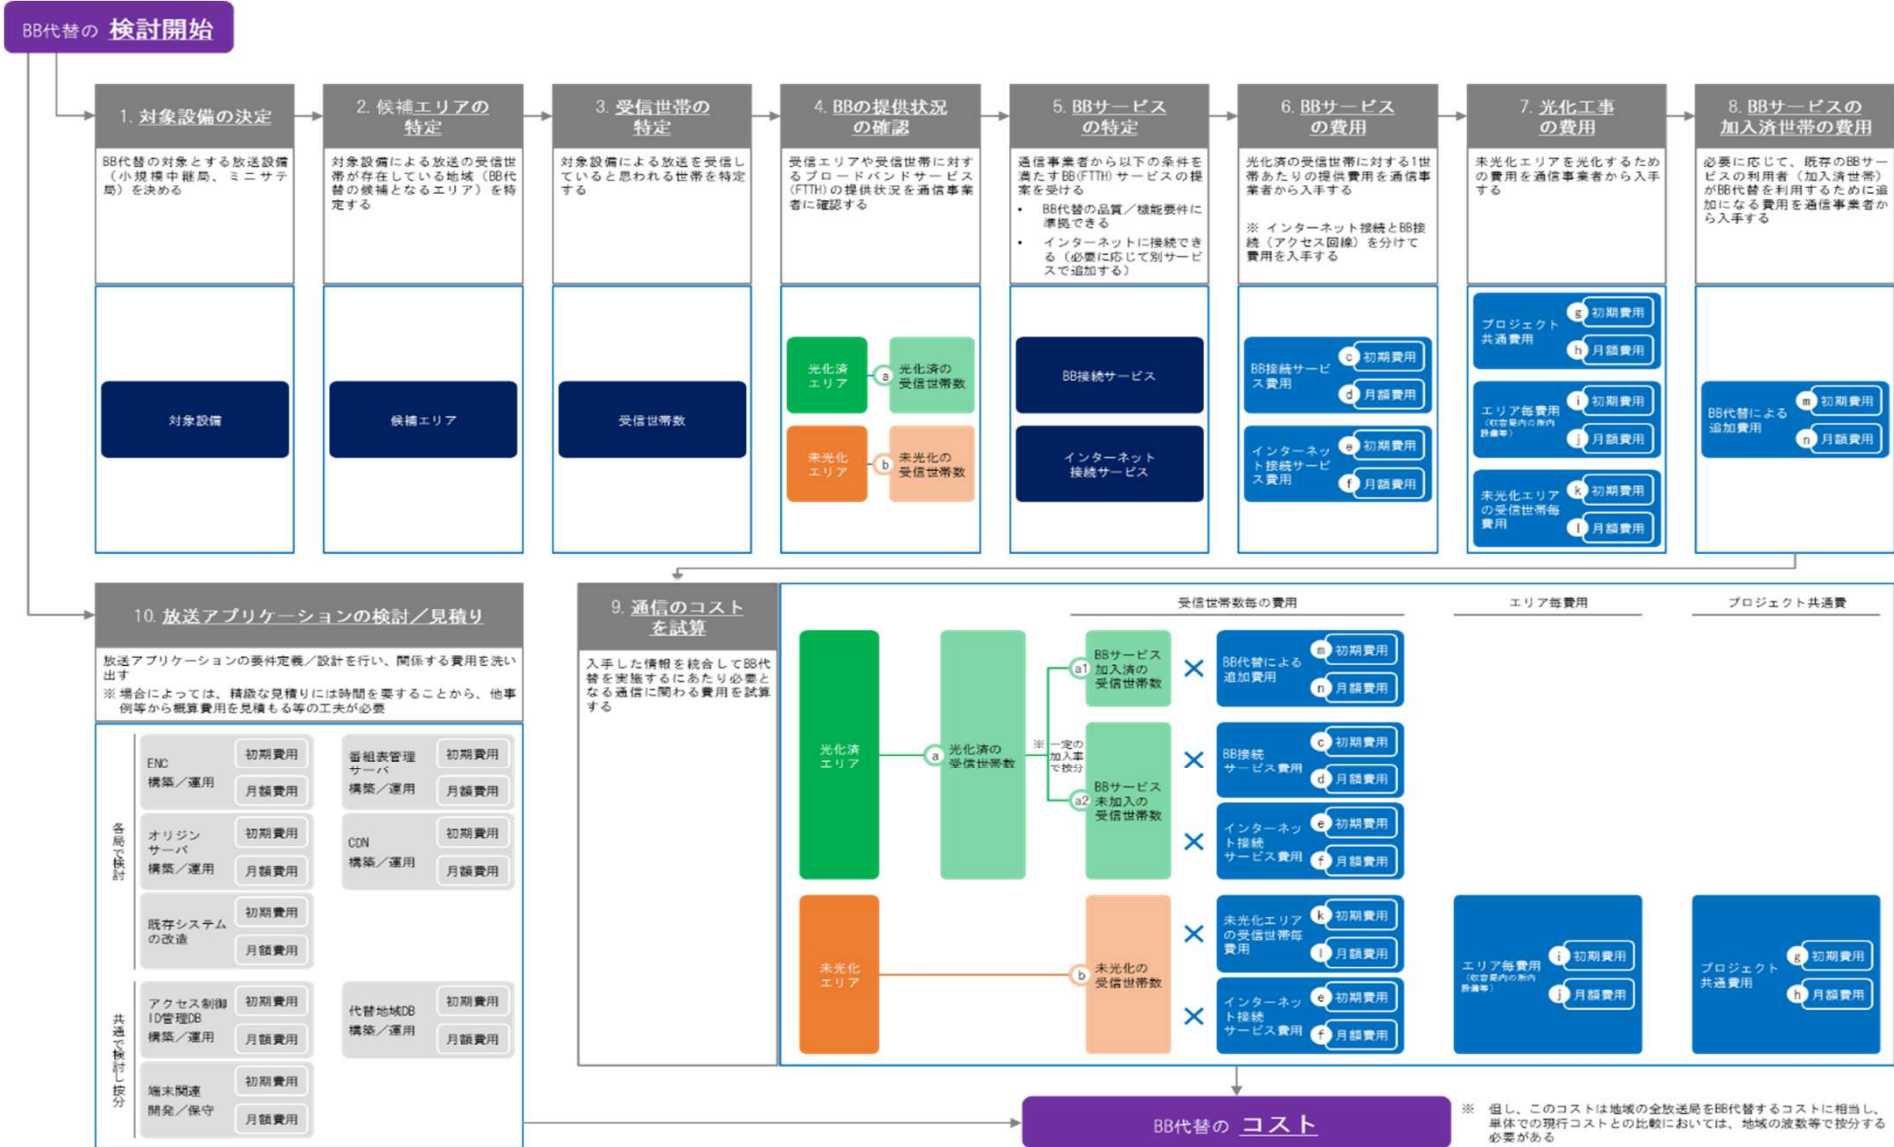 BB代替の 検討開始
1. 対象設備の決定
BB代替の対象とする放送設備
(小規模中継局、ミニサテ
局)を決める
対象設備
2. 候補エリアの
特定
対象設備による放送の受信世
帯が存在している地域(BB代
替の候補となるエリア)を特
定する
候補エリア
3. 受信世帯の
特定
対象設備による放送を受信し
ていると思われる世帯を特定
する
受信世帯数
4. BBの提供状況
の確認
受信エリアや受信世帯に対す
るブロードバンドサービス
(FTTH)の提供状況を通信事業
者に確認する
光化済
エリア
a
光化済の
受信世帯数
未光化
エリア
b
未光化の
受信世帯数
5. BBサービス
の特定
通信事業者から以下の条件を
満たすBB(FTTH)サービスの提
案を受ける
• BB代替の品質/機能要件に
準拠できる
• インターネットに接続でき
る(必要に応じて別サービ
スで追加する)
BB接続サービス
インターネット
接続サービス
6. BBサービス
の費用
光化済の受信世帯に対する1世
帯あたりの提供費用を通信事
業者から入手する
※ インターネット接続とBB接
続(アクセス回線)を分けて
費用を入手する
BB接続サービ
ス費用
c 初期費用
d 月額費用
インターネッ
ト接続サービ
ス費用
e 初期費用
f 月額費用
7. 光化工事
の費用
未光化エリアを光化するため
の費用を通信事業者から入手
する
プロジェクト
共通費用
g 初期費用
h 月額費用
エリア毎費用
(収容局内の所内
設備等)
i 初期費用
j 月額費用
未光化エリア
の受信世帯毎
費用
k 初期費用
l 月額費用
8. BBサービスの
加入済世帯の費用
必要に応じて、既存のBBサー
ビスの利用者(加入済世帯)
がBB代替を利用するために追
加になる費用を通信事業者か
ら入手する
BB代替による
追加費用
m 初期費用
n 月額費用
9. 通信のコスト
を試算
入手した情報を統合してBB代
替を実施するにあたり必要と
なる通信に関わる費用を試算
する
受信世帯数毎の費用
エリア毎費用
プロジェクト共通費
光化済
エリア
a
光化済の
受信世帯数
※ 一定の
加入率
で按分
a1
BBサービス
加入済の
受信世帯数
×
BB代替による
追加費用
m 初期費用
n 月額費用
a2
BBサービス
未加入の
受信世帯数
×
BB接続
サービス費用
c 初期費用
d 月額費用
×
インターネッ
ト接続
サービス費用
e 初期費用
f 月額費用
未光化
エリア
b
未光化の
受信世帯数
×
未光化エリア
の受信世帯毎
費用
k 初期費用
l 月額費用
×
インターネッ
ト接続
サービス費用
e 初期費用
f 月額費用
エリア毎費用
(収容局内の所内
設備等)
i 初期費用
j 月額費用
プロジェクト
共通費用
g 初期費用
h 月額費用
10. 放送アプリケーションの検討/見積り
放送アプリケーションの要件定義/設計を行い、関係する費用を洗い
出す
※ 場合によっては、精緻な見積りには時間を要することから、他事
例等から概算費用を見積もる等の工夫が必要
各局で検討
ENC
構築/運用
初期費用
月額費用
番組表管理
サーバ
構築/運用
初期費用
月額費用
オリジン
サーバ
構築/運用
初期費用
月額費用
CDN
構築/運用
初期費用
月額費用
既存システム
の改造
初期費用
月額費用
共通で検討し按分
アクセス制御
ID管理DB
構築/運用
初期費用
月額費用
代替地域DB
構築/運用
初期費用
月額費用
端末関連
開発/保守
初期費用
月額費用
BB代替の コスト
※ 但し、このコストは地域の全放送局をBB代替するコストに相当し、
単体での現行コストとの比較においては、地域の波数等で按分する
必要がある